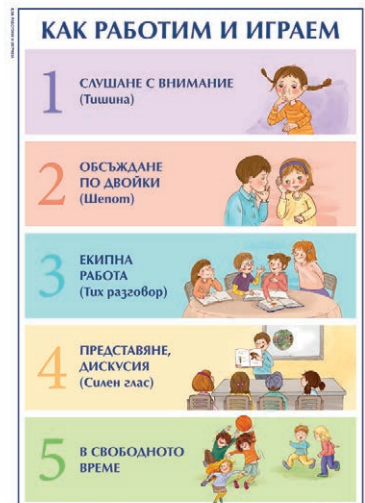 КАК РАБОТИМ И ИГРАЕМ
1
СЛУШАНЕ С ВНИМАНИЕ
(Тишина)
2
ОБСЪЖДАНЕ
ПО ДВОЙКИ
(Шепот)
3
ЕКИПНА
РАБОТА
(Тих разговор)
4
ПРЕДСТАВЯНЕ,
ДИСКУСИЯ
(Силен глас)
5
В СВОБОДНОТО
ВРЕМЕ